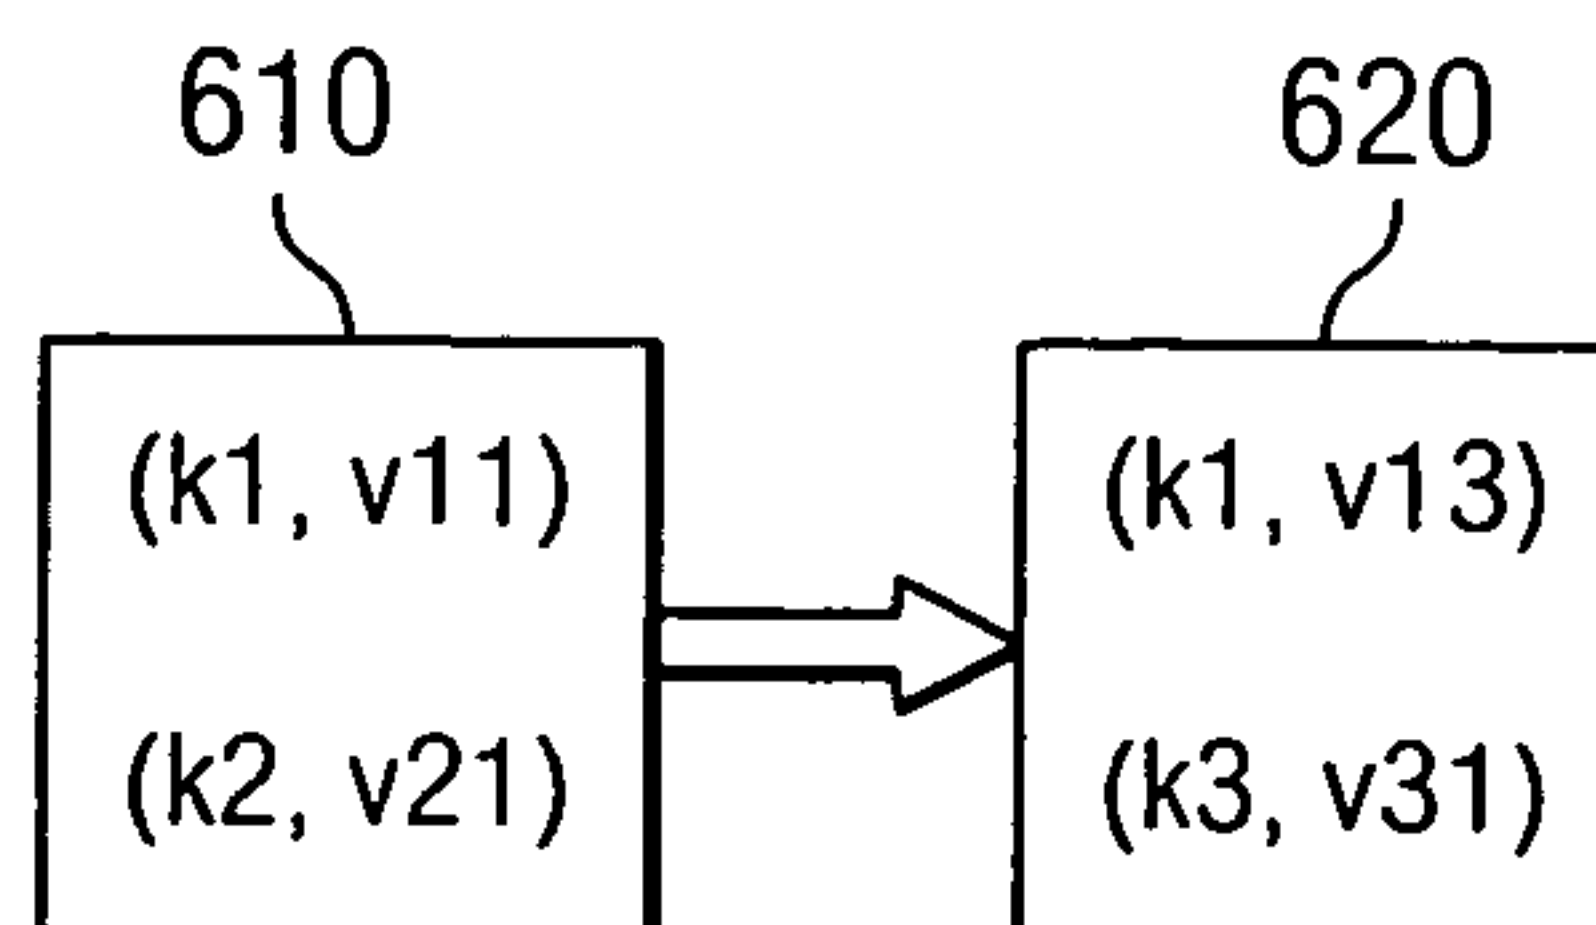 610
620
(k1, v11)
(k2, v21)
(k1, v13)
(k3, v31)